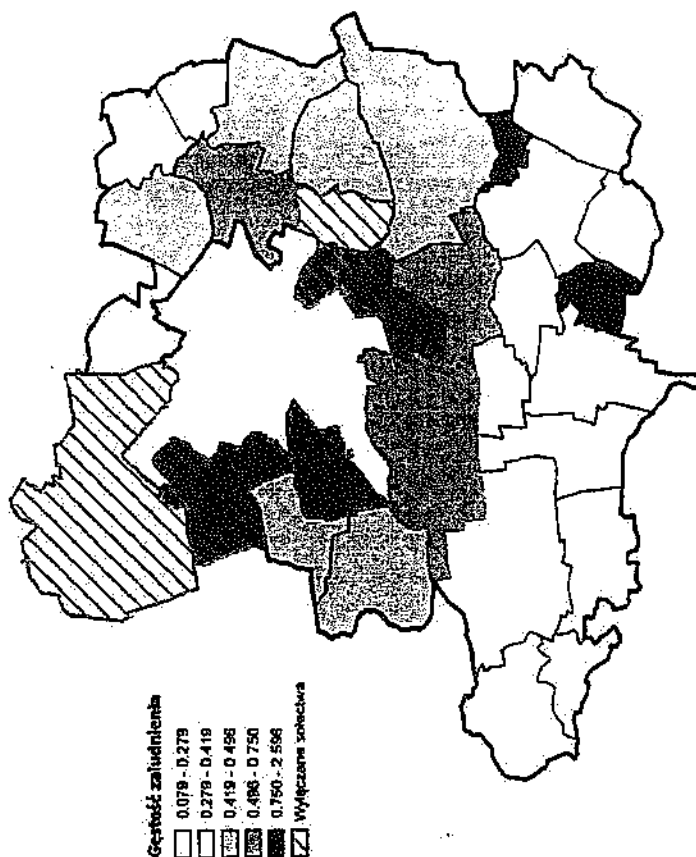 Gęstość zaludnienia
0.079 - 0.279
0.279 - 0.419
0.419 - 0.496
0.496 - 0.750
0.750 - 2.596
Wyłączane sołectwa